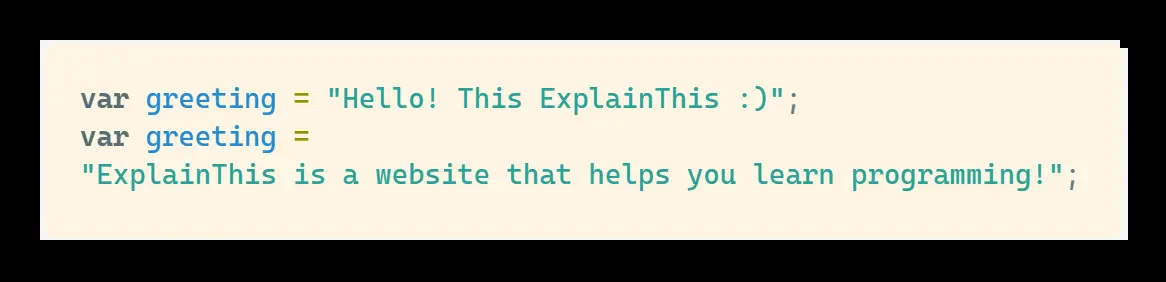 var greeting = "Hello! This ExplainThis :)";
var greeting =
"ExplainThis is a website that helps you learn programming!";